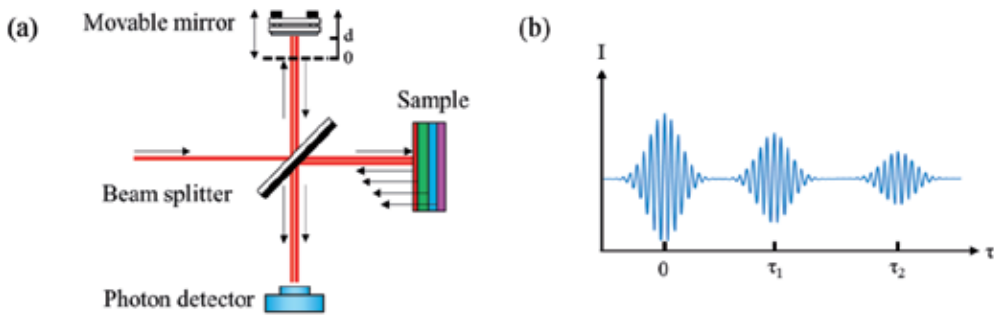 (a)
Movable mirror
d
0
Sample
Beam splitter
Photon detector
(b)
I
0
τ₁
τ₂
τ